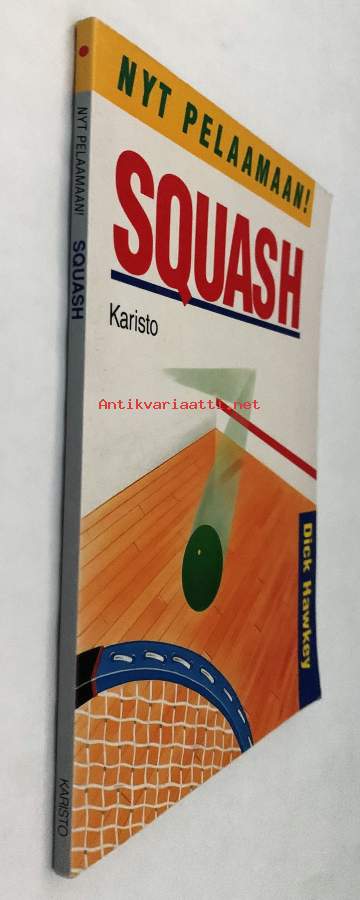 NYT PELAAMAAN!
SQUASH
Karisto
Antikvariaatti.net
Dick Hawkey
NYT PELAAMAAN! SQUASH KARISTO